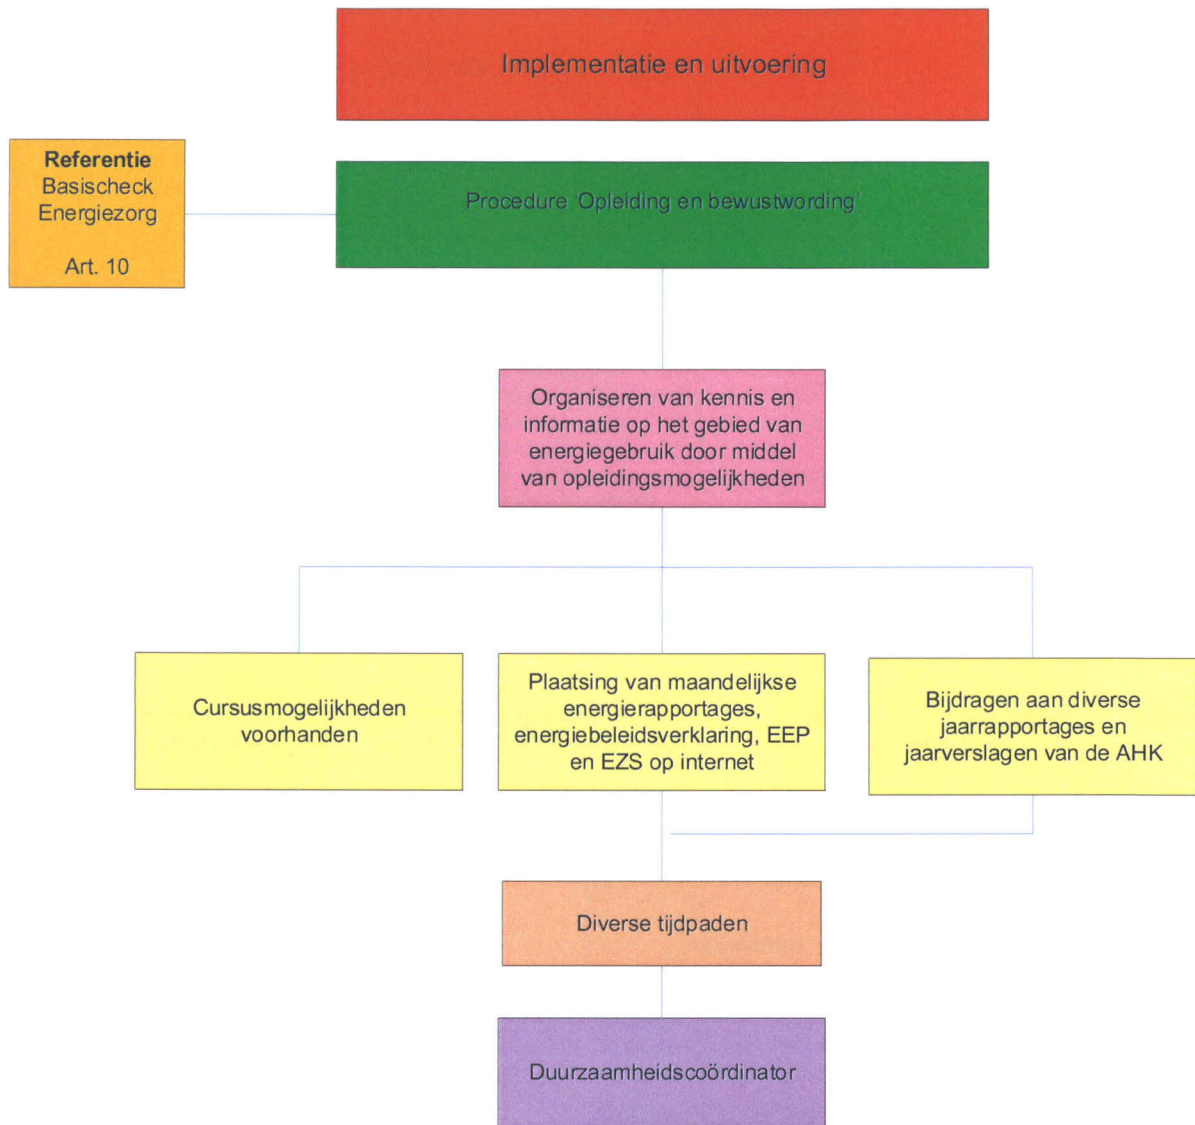 Implementatie en uitvoering
Referentie
Basischeck
Energiezorg
Art. 10
Procedure 'Opleiding en bewustwording'
Organiseren van kennis en
informatie op het gebied van
energiegebruik door middel
van opleidingsmogelijkheden
Cursusmogelijkheden
voorhanden
Plaatsing van maandelijkse
energierapportages,
energiebeleidsverklaring, EEP
en EZS op internet
Bijdragen aan diverse
jaarrapportages en
jaarverslagen van de AHK
Diverse tijdpaden
Duurzaamheidscoördinator